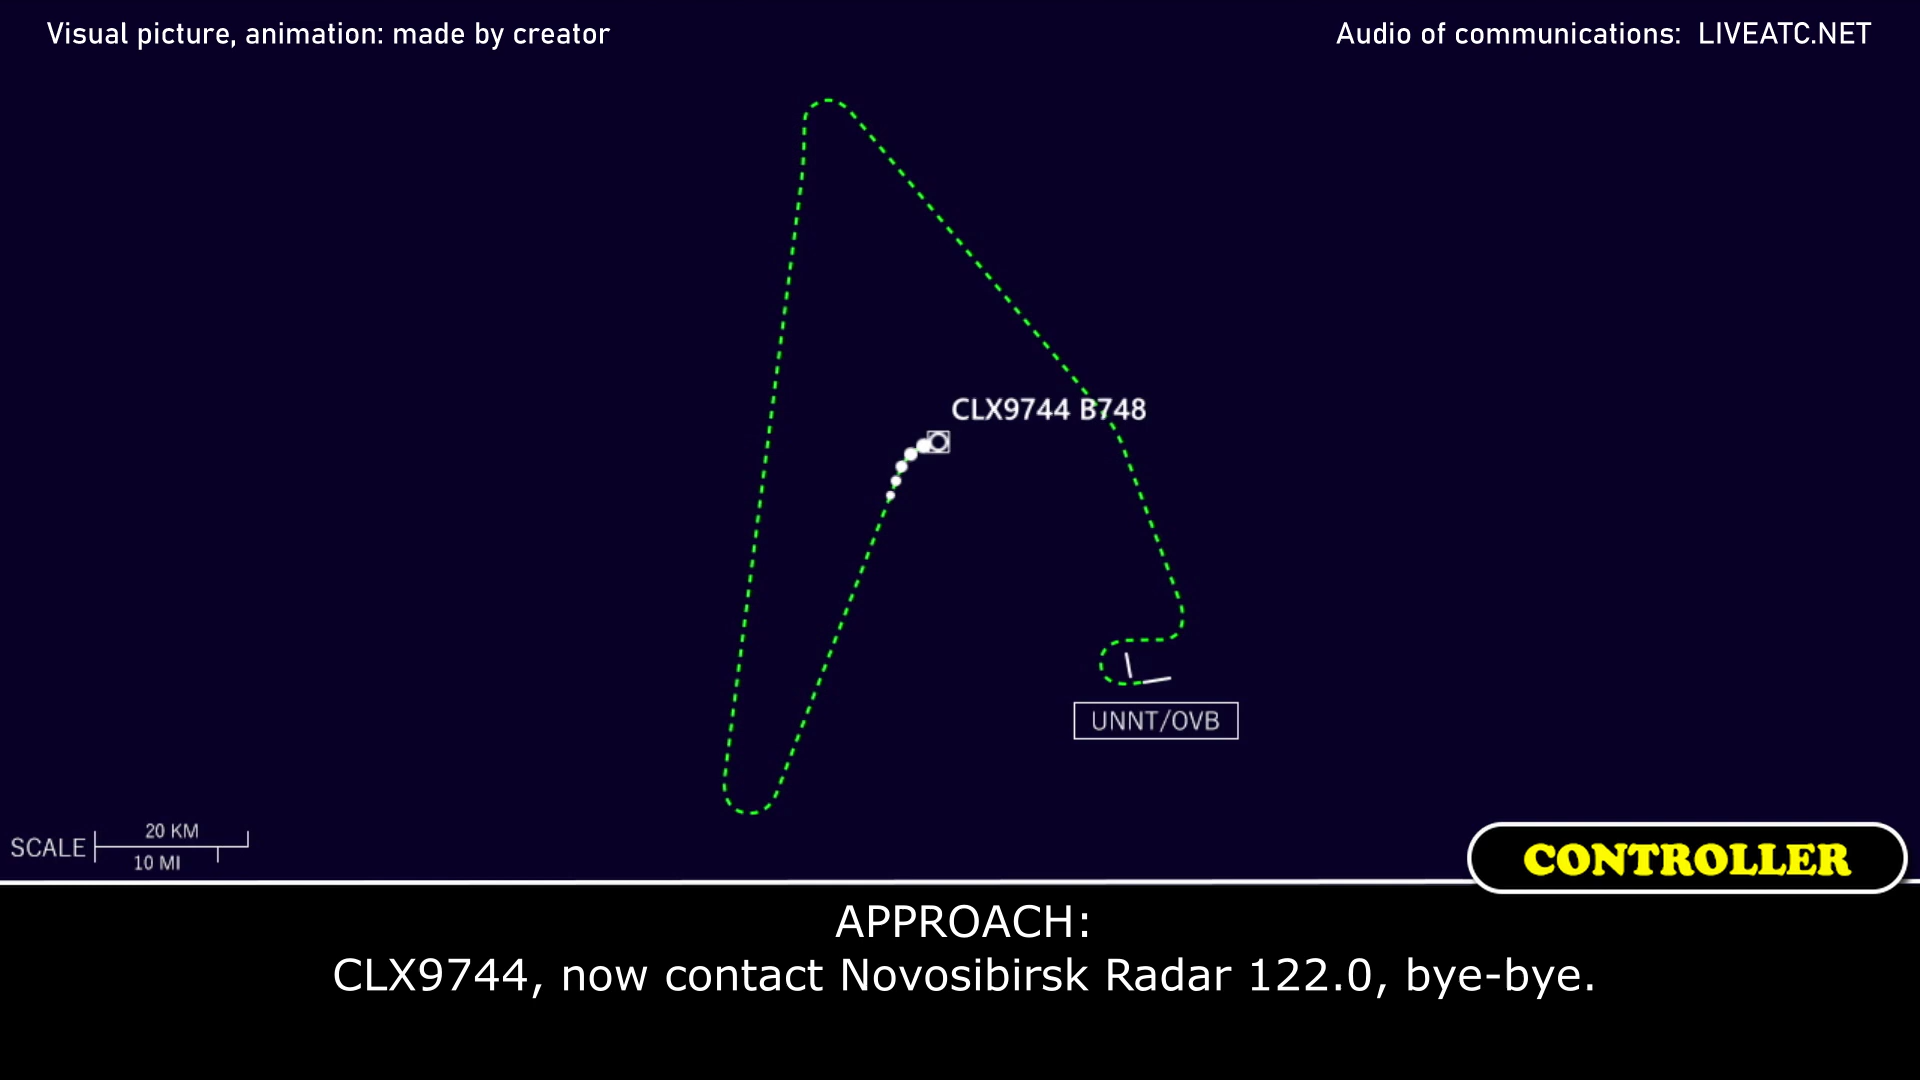 Visual picture, animation: made by creator
Audio of communications: LIVEATC.NET
CLX9744 B748
UNNT/OVB
20 KM
SCALE
10 MI
CONTROLLER
APPROACH:
CLX9744, now contact Novosibirsk Radar 122.0, bye-bye.